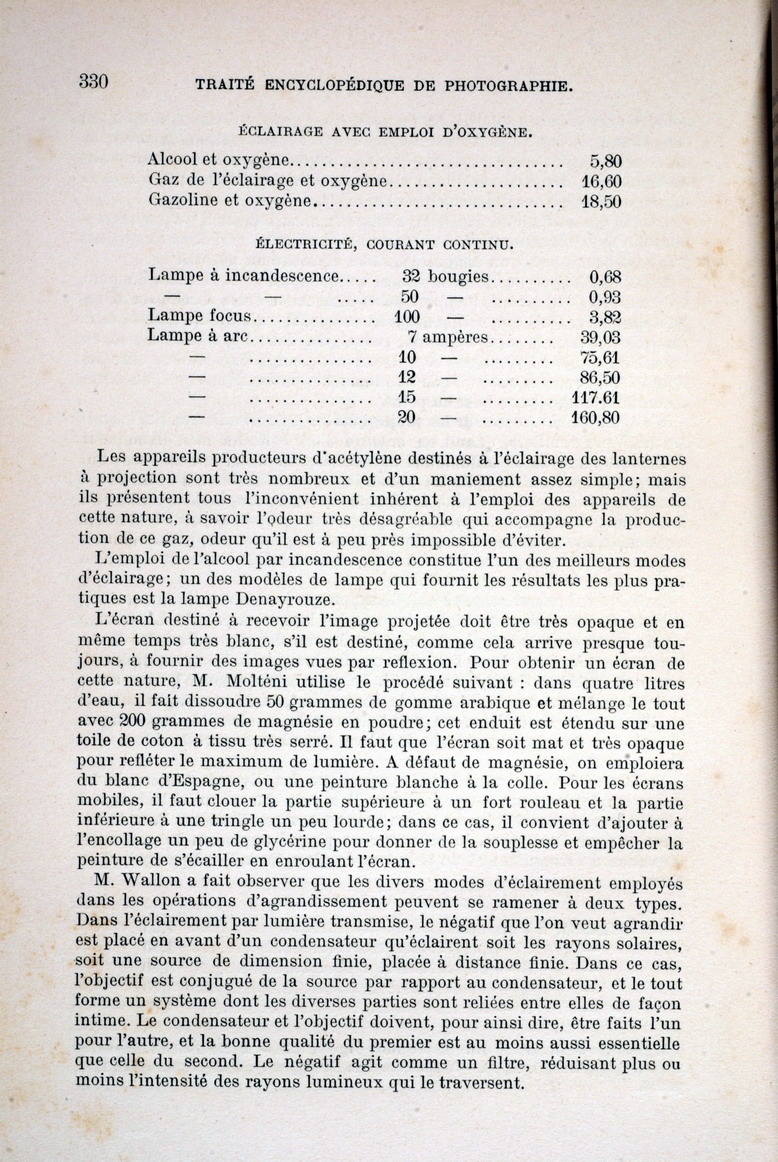 330 TRAITÉ ENCYCLOPÉDIQUE DE PHOTOGRAPHIE.
ÉCLAIRAGE AVEC EMPLOI D'OXYGÈNE.
Alcool et oxygène.................................. 5,80
Gaz de l'éclairage et oxygène...................... 16,60
Gazoline et oxygène............................... 18,50
ÉLECTRICITÉ, COURANT CONTINU.
Lampe à incandescence..... 32 bougies.......... 0,68
— — ..... 50 — .......... 0,93
Lampe focus............... 100 — .......... 3,82
Lampe à arc............... 7 ampères........ 39,03
— ............... 10 — ......... 75,61
— ............... 12 — ......... 86,50
— ............... 15 — ......... 117.61
— ............... 20 — ......... 160,80
Les appareils producteurs d'acétylène destinés à l'éclairage des lanternes
à projection sont très nombreux et d'un maniement assez simple; mais
ils présentent tous l'inconvénient inhérent à l'emploi des appareils de
cette nature, à savoir l'odeur très désagréable qui accompagne la produc-
tion de ce gaz, odeur qu'il est à peu près impossible d'éviter.
L'emploi de l'alcool par incandescence constitue l'un des meilleurs modes
d'éclairage; un des modèles de lampe qui fournit les résultats les plus pra-
tiques est la lampe Denayrouze.
L'écran destiné à recevoir l'image projetée doit être très opaque et en
même temps très blanc, s'il est destiné, comme cela arrive presque tou-
jours, à fournir des images vues par reflexion. Pour obtenir un écran de
cette nature, M. Molténi utilise le procédé suivant : dans quatre litres
d'eau, il fait dissoudre 50 grammes de gomme arabique et mélange le tout
avec 200 grammes de magnésie en poudre; cet enduit est étendu sur une
toile de coton à tissu très serré. Il faut que l'écran soit mat et très opaque
pour refléter le maximum de lumière. A défaut de magnésie, on emploiera
du blanc d'Espagne, ou une peinture blanche à la colle. Pour les écrans
mobiles, il faut clouer la partie supérieure à un fort rouleau et la partie
inférieure à une tringle un peu lourde; dans ce cas, il convient d'ajouter à
l'encollage un peu de glycérine pour donner de la souplesse et empêcher la
peinture de s'écailler en enroulant l'écran.
M. Wallon a fait observer que les divers modes d'éclairement employés
dans les opérations d'agrandissement peuvent se ramener à deux types.
Dans l'éclairement par lumière transmise, le négatif que l'on veut agrandir
est placé en avant d'un condensateur qu'éclairent soit les rayons solaires,
soit une source de dimension finie, placée à distance finie. Dans ce cas,
l'objectif est conjugué de la source par rapport au condensateur, et le tout
forme un système dont les diverses parties sont reliées entre elles de façon
intime. Le condensateur et l'objectif doivent, pour ainsi dire, être faits l'un
pour l'autre, et la bonne qualité du premier est au moins aussi essentielle
que celle du second. Le négatif agit comme un filtre, réduisant plus ou
moins l'intensité des rayons lumineux qui le traversent.